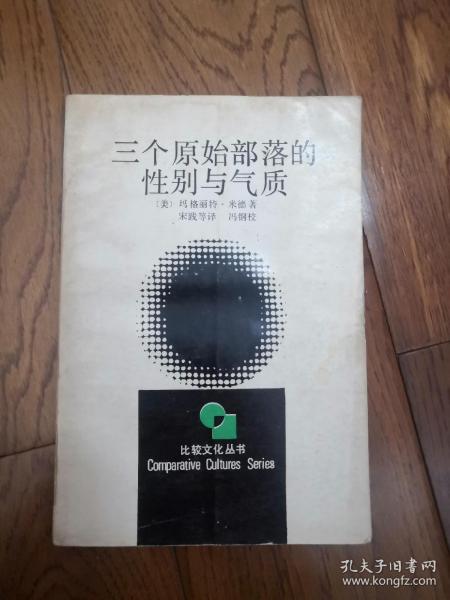 三个原始部落的
性别与气质
〔美〕玛格丽特·米德著
宋践等译 冯钢校
比较文化丛书
Comparative Cultures Series
孔夫子旧书网
www.kongfz.com